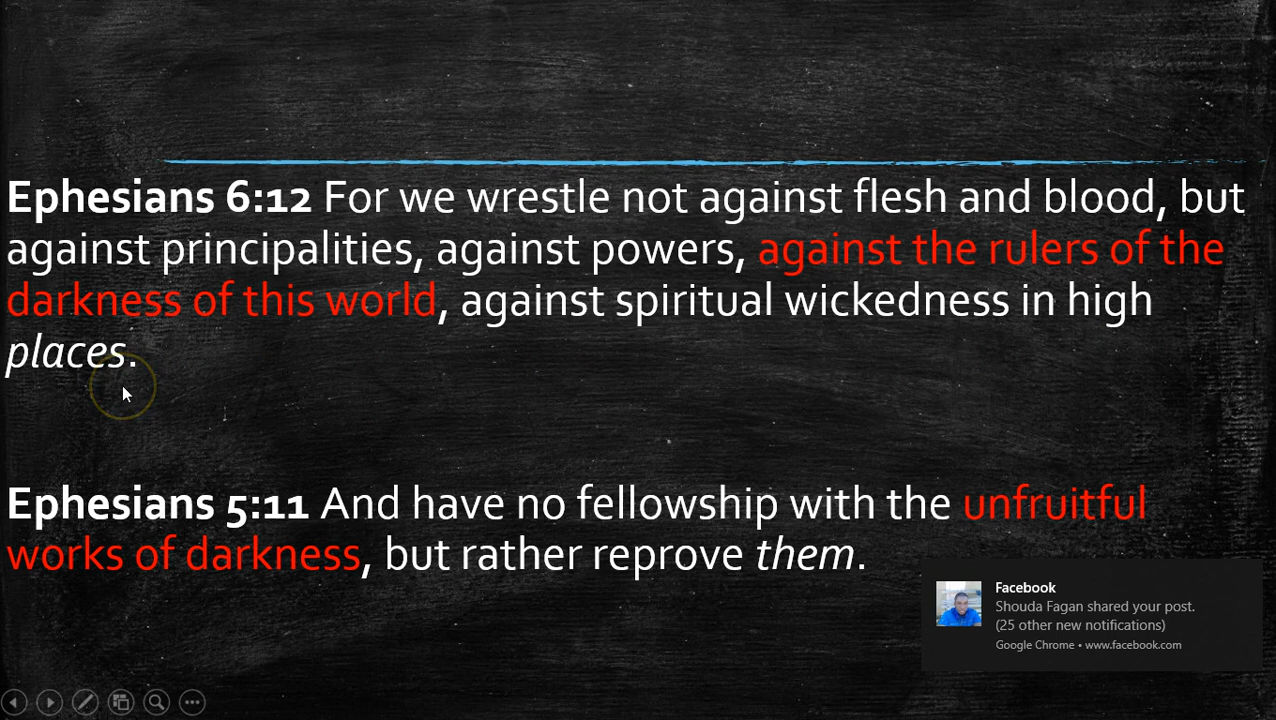 Ephesians 6:12 For we wrestle not against flesh and blood, but
against principalities, against powers, against the rulers of the
darkness of this world, against spiritual wickedness in high
places.
Ephesians 5:11 And have no fellowship with the unfruitful
works of darkness, but rather reprove them.
Facebook
Shouda Fagan shared your post.
(25 other new notifications)
Google Chrome • www.facebook.com